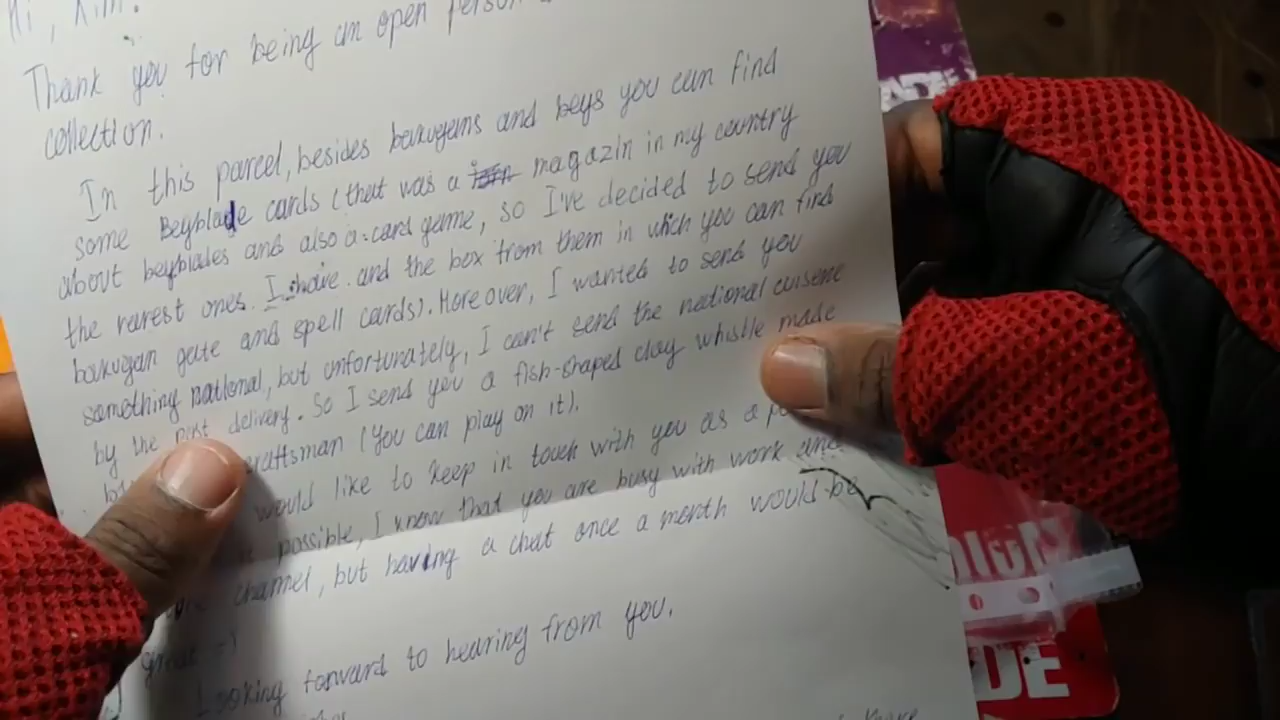 Hi,
Thank you for being an open person
collection.
In this parcel, besides bakugans and beys you can find
some Beyblade cards (that was a magazin in my country
about beyblades and also a card game, so I've decided to send you
the rarest ones. I have and the box from them in which you can find
bakugan gate and spell cards). More over, I wanted to send you
something national, but unfortunately, I can't send the national cuisene
by the post delivery. So I send you a fish-shaped clay whistle made
craftsman (You can play on it).
would like to keep in touch with you as a
possible, I know that you are busy with work and
channel, but having a chat once a month would be
great :-)
Looking forward to hearing from you.
DE